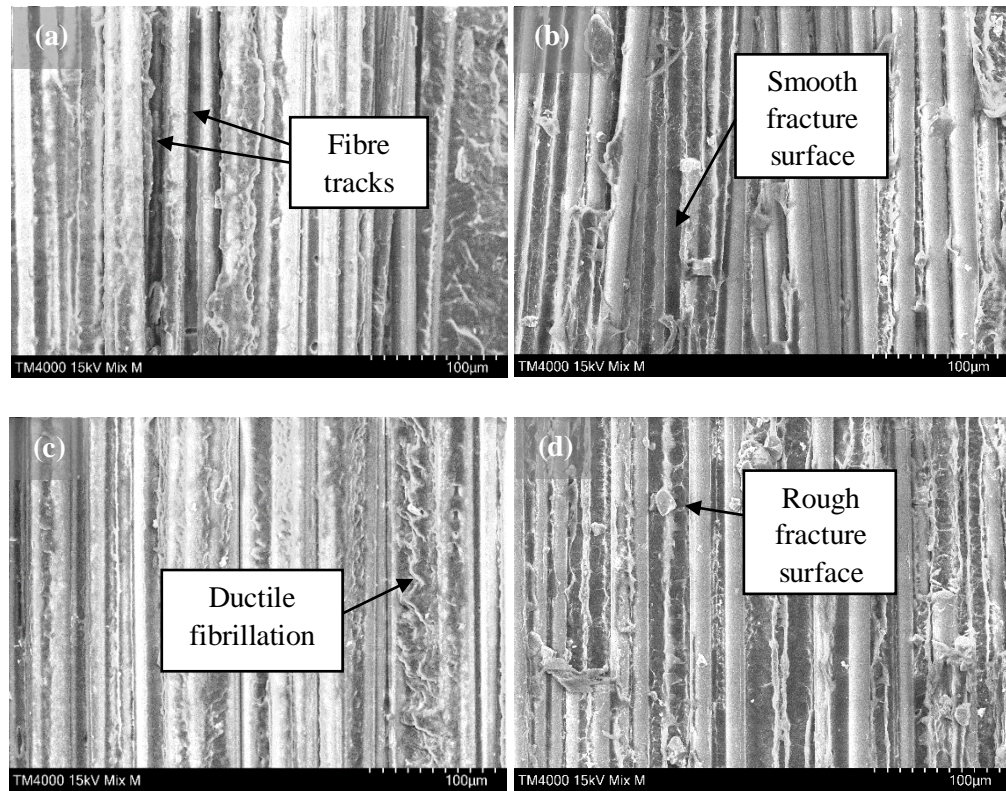 (a)
Fibre
tracks
TM4000 15kV Mix M
100μm
(b)
Smooth
fracture
surface
TM4000 15kV Mix M
100μm
(c)
Ductile
fibrillation
TM4000 15kV Mix M
100μm
(d)
Rough
fracture
surface
TM4000 15kV Mix M
100μm